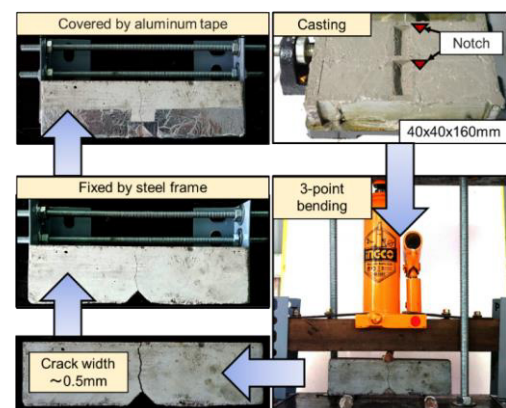 Covered by aluminum tape
Casting
Notch
40x40x160mm
Fixed by steel frame
3-point
bending
INGCO
Crack width
~0.5mm